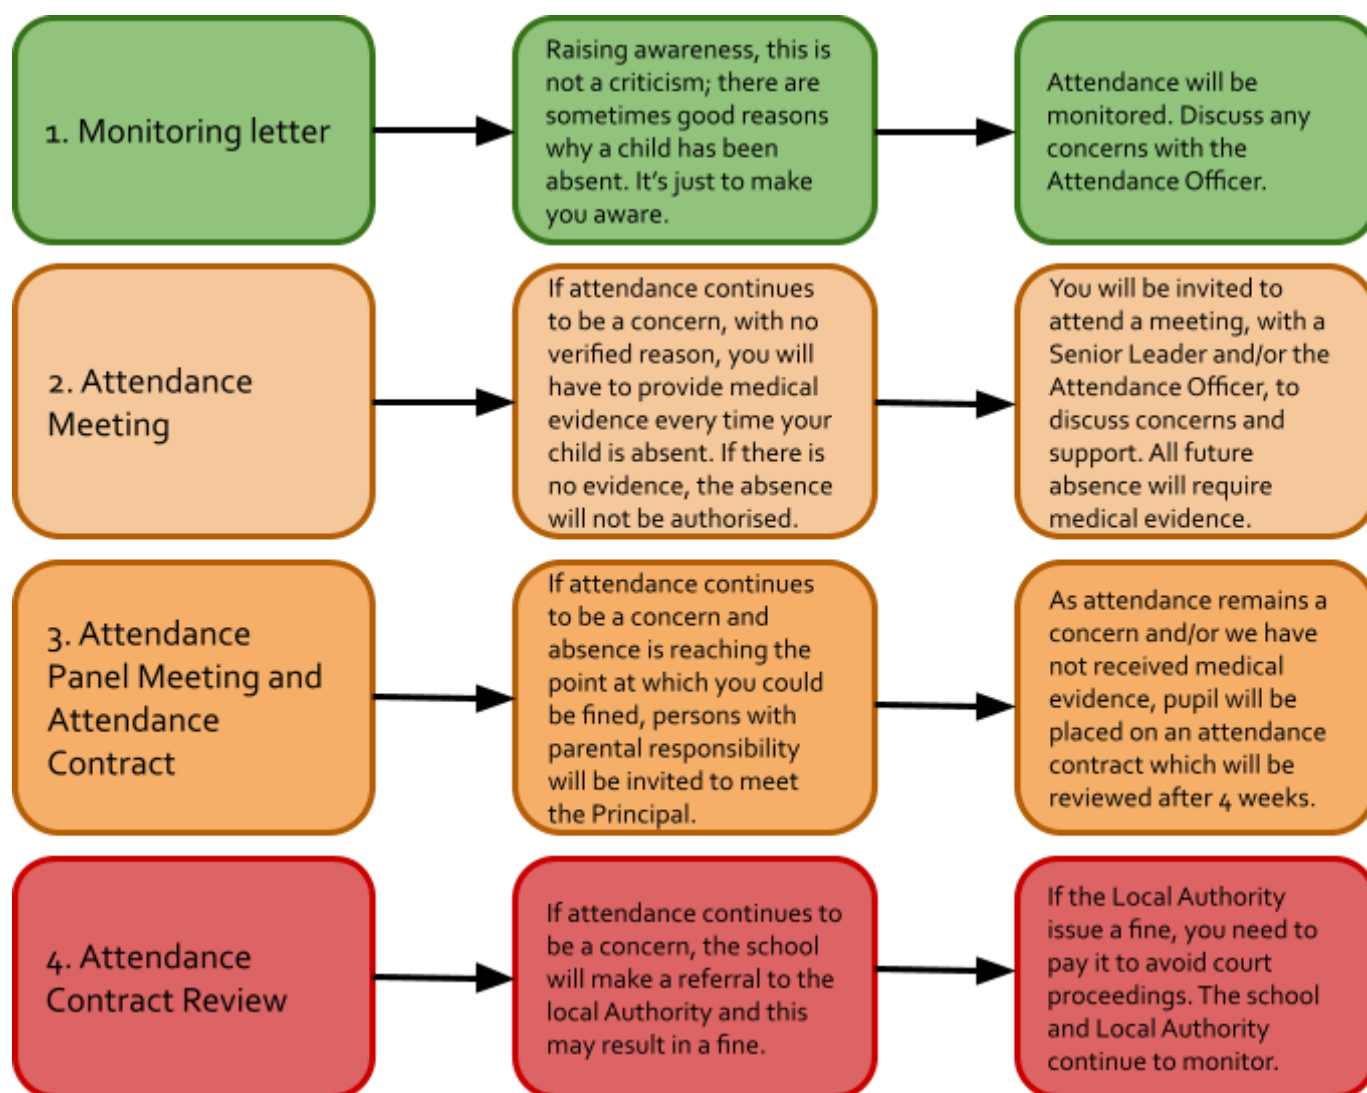 1. Monitoring letter
Raising awareness, this is
not a criticism; there are
sometimes good reasons
why a child has been
absent. It's just to make
you aware.
Attendance will be
monitored. Discuss any
concerns with the
Attendance Officer.
2. Attendance
Meeting
If attendance continues
to be a concern, with no
verified reason, you will
have to provide medical
evidence every time your
child is absent. If there is
no evidence, the absence
will not be authorised.
You will be invited to
attend a meeting, with a
Senior Leader and/or the
Attendance Officer, to
discuss concerns and
support. All future
absence will require
medical evidence.
3. Attendance
Panel Meeting and
Attendance
Contract
If attendance continues
to be a concern and
absence is reaching the
point at which you could
be fined, persons with
parental responsibility
will be invited to meet
the Principal.
As attendance remains a
concern and/or we have
not received medical
evidence, pupil will be
placed on an attendance
contract which will be
reviewed after 4 weeks.
4. Attendance
Contract Review
If attendance continues to
be a concern, the school
will make a referral to the
local Authority and this
may result in a fine.
If the Local Authority
issue a fine, you need to
pay it to avoid court
proceedings. The school
and Local Authority
continue to monitor.